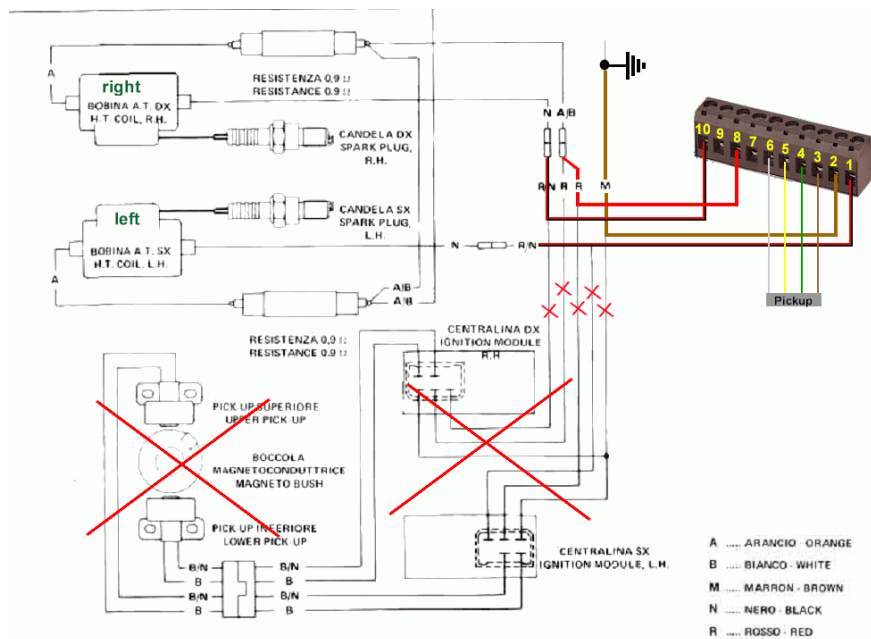 A
right
BOBINA A.T. DX
H.T. COIL, R.H.
RESISTENZA 0,9 Ω
RESISTANCE 0.9 Ω
CANDELA DX
SPARK PLUG,
R.H.
N A/B
R/N R R M
10 9 8 7 6 5 4 3 2 1
Pickup
left
BOBINA A.T. SX
H.T. COIL, L.H.
CANDELA SX
SPARK PLUG,
L.H.
N R/N
A
A/B
A/B
RESISTENZA 0,9 Ω
RESISTANCE 0.9 Ω
CENTRALINA DX
IGNITION MODULE
R.H
PICK-UP SUPERIORE
UPPER PICK-UP
BOCCOLA
MAGNETOCONDUTTRICE
MAGNETO BUSH
PICK-UP INFERIORE
LOWER PICK-UP
B/N B/N
B B
B/N B/N
B B
CENTRALINA SX
IGNITION MODULE, L.H.
A ..... ARANCIO - ORANGE
B ..... BIANCO - WHITE
M ..... MARRON - BROWN
N ..... NERO - BLACK
R ..... ROSSO - RED